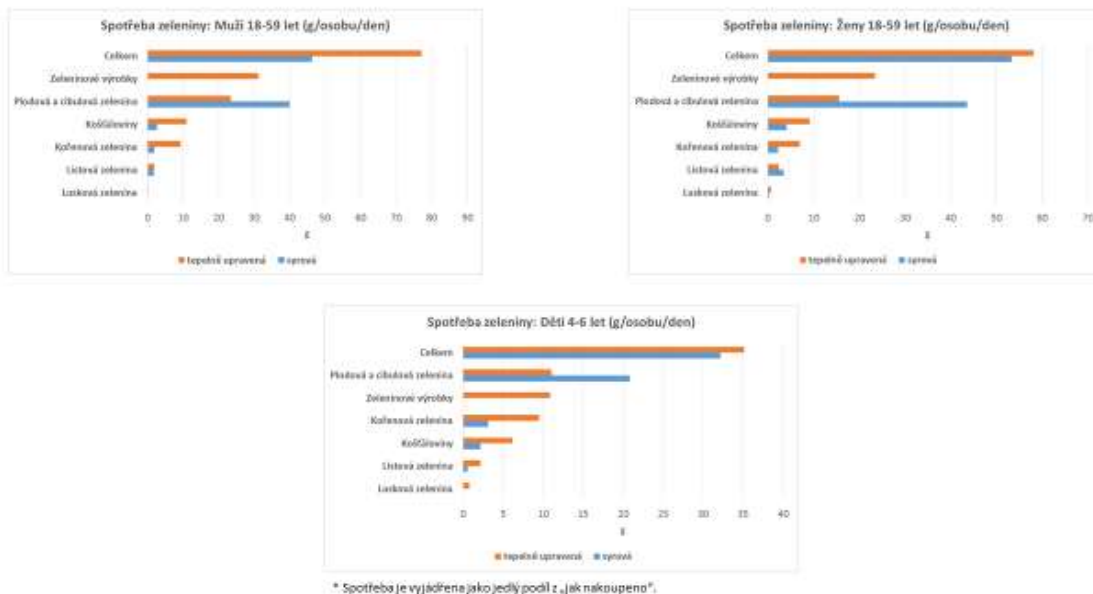 Spotřeba zeleniny: Muži 18-59 let (g/osobu/den)
Celkem
Zeleninové výrobky
Plodová a cibulová zelenina
Košťáloviny
Kořenová zelenina
Listová zelenina
Lusková zelenina
0 10 20 30 40 50 60 70 80 90
g
tepelně upravená syrová
Spotřeba zeleniny: Ženy 18-59 let (g/osobu/den)
Celkem
Zeleninové výrobky
Plodová a cibulová zelenina
Košťáloviny
Kořenová zelenina
Listová zelenina
Lusková zelenina
0 10 20 30 40 50 60 70
g
tepelně upravená syrová
Spotřeba zeleniny: Děti 4-6 let (g/osobu/den)
Celkem
Plodová a cibulová zelenina
Zeleninové výrobky
Kořenová zelenina
Košťáloviny
Listová zelenina
Lusková zelenina
0 5 10 15 20 25 30 35 40
g
tepelně upravená syrová
* Spotřeba je vyjádřena jako jedlý podíl z „jak nakoupeno".